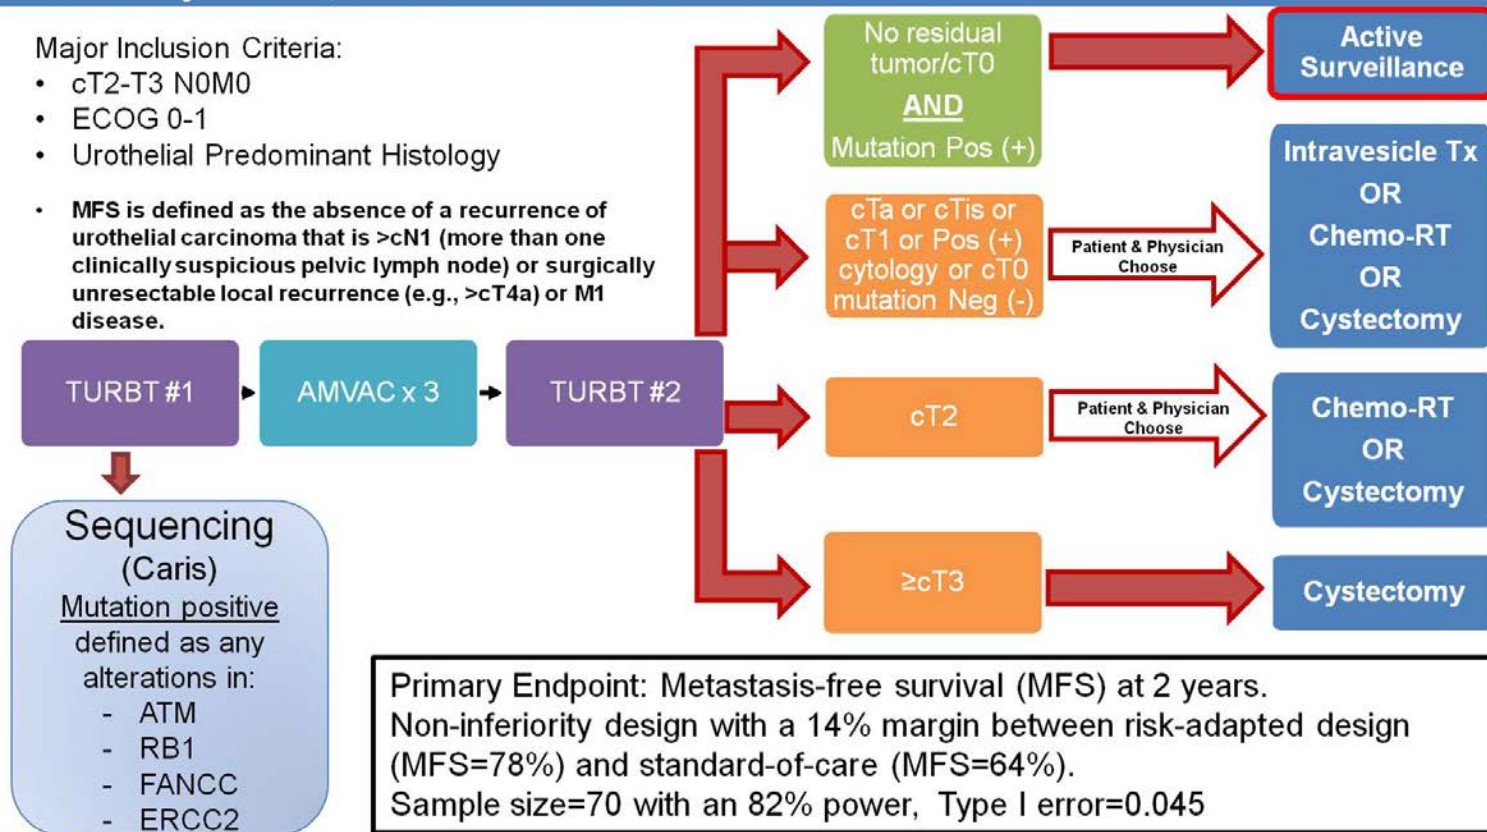 Major Inclusion Criteria:
• cT2-T3 N0M0
• ECOG 0-1
• Urothelial Predominant Histology
• MFS is defined as the absence of a recurrence of
urothelial carcinoma that is >cN1 (more than one
clinically suspicious pelvic lymph node) or surgically
unresectable local recurrence (e.g., >cT4a) or M1
disease.
TURBT #1
AMVAC x 3
TURBT #2
Sequencing
(Caris)
Mutation positive
defined as any
alterations in:
- ATM
- RB1
- FANCC
- ERCC2
No residual
tumor/cT0
AND
Mutation Pos (+)
Active
Surveillance
cTa or cTis or
cT1 or Pos (+)
cytology or cT0
mutation Neg (-)
Patient & Physician
Choose
Intravesicle Tx
OR
Chemo-RT
OR
Cystectomy
cT2
Patient & Physician
Choose
Chemo-RT
OR
Cystectomy
≥cT3
Cystectomy
Primary Endpoint: Metastasis-free survival (MFS) at 2 years.
Non-inferiority design with a 14% margin between risk-adapted design
(MFS=78%) and standard-of-care (MFS=64%).
Sample size=70 with an 82% power, Type I error=0.045